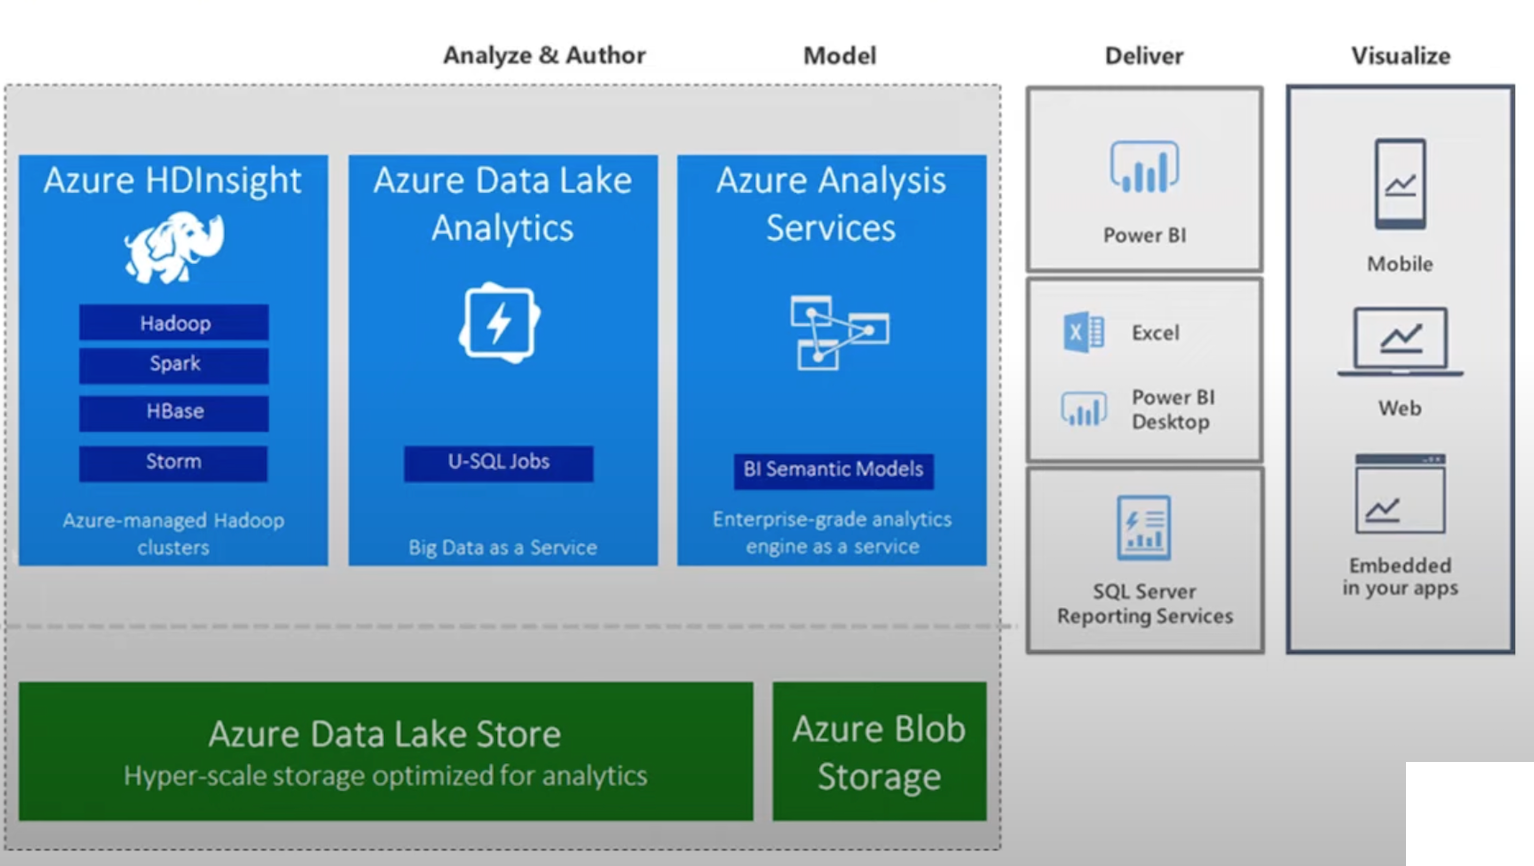 Analyze & Author
Model
Deliver
Visualize
Azure HDInsight
Hadoop
Spark
HBase
Storm
Azure-managed Hadoop
clusters
Azure Data Lake
Analytics
U-SQL Jobs
Big Data as a Service
Azure Analysis
Services
BI Semantic Models
Enterprise-grade analytics
engine as a service
Power BI
Excel
Power BI
Desktop
SQL Server
Reporting Services
Mobile
Web
Embedded
in your apps
Azure Data Lake Store
Hyper-scale storage optimized for analytics
Azure Blob
Storage